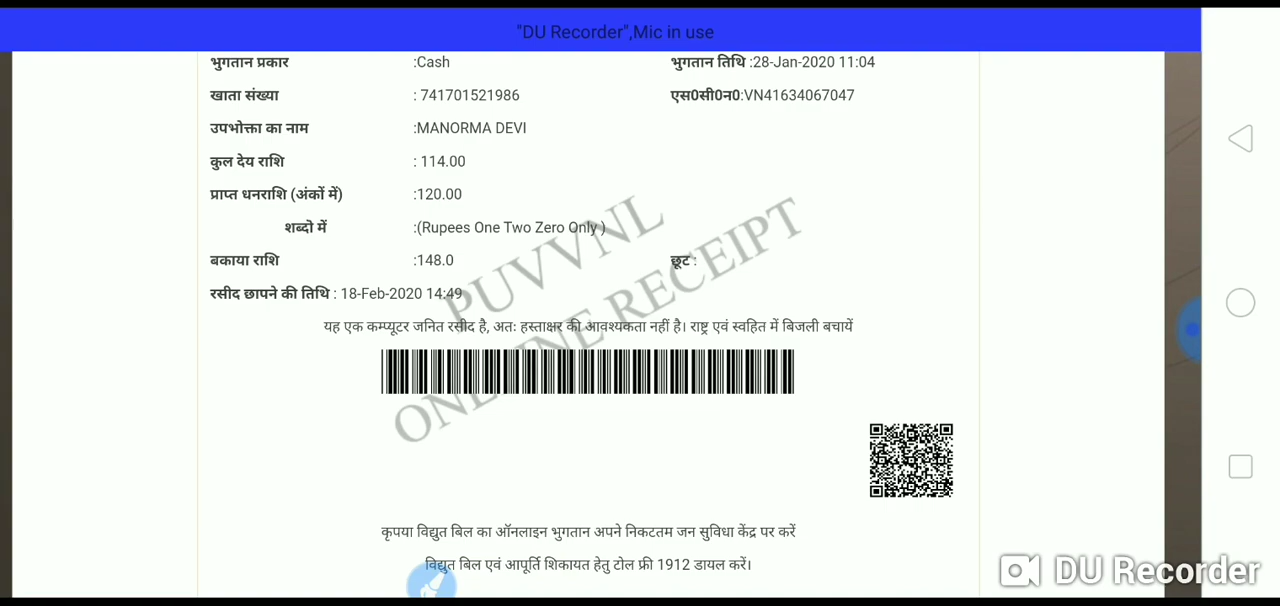 "DU Recorder",Mic in use
भुगतान प्रकार :Cash भुगतान तिथि :28-Jan-2020 11:04
खाता संख्या : 741701521986 एस0सी0न0:VN41634067047
उपभोक्ता का नाम :MANORMA DEVI
कुल देय राशि : 114.00
प्राप्त धनराशि (अंकों में) :120.00
शब्दो में :(Rupees One Two Zero Only )
बकाया राशि :148.0 छूट :
रसीद छापने की तिथि : 18-Feb-2020 14:49
PUVVNL
ONLINE RECEIPT
यह एक कम्प्यूटर जनित रसीद है, अतः हस्ताक्षर की आवश्यकता नहीं है। राष्ट्र एवं स्वहित में बिजली बचायें
कृपया विद्युत बिल का ऑनलाइन भुगतान अपने निकटतम जन सुविधा केंद्र पर करें
विद्युत बिल एवं आपूर्ति शिकायत हेतु टोल फ्री 1912 डायल करें।
DU Recorder